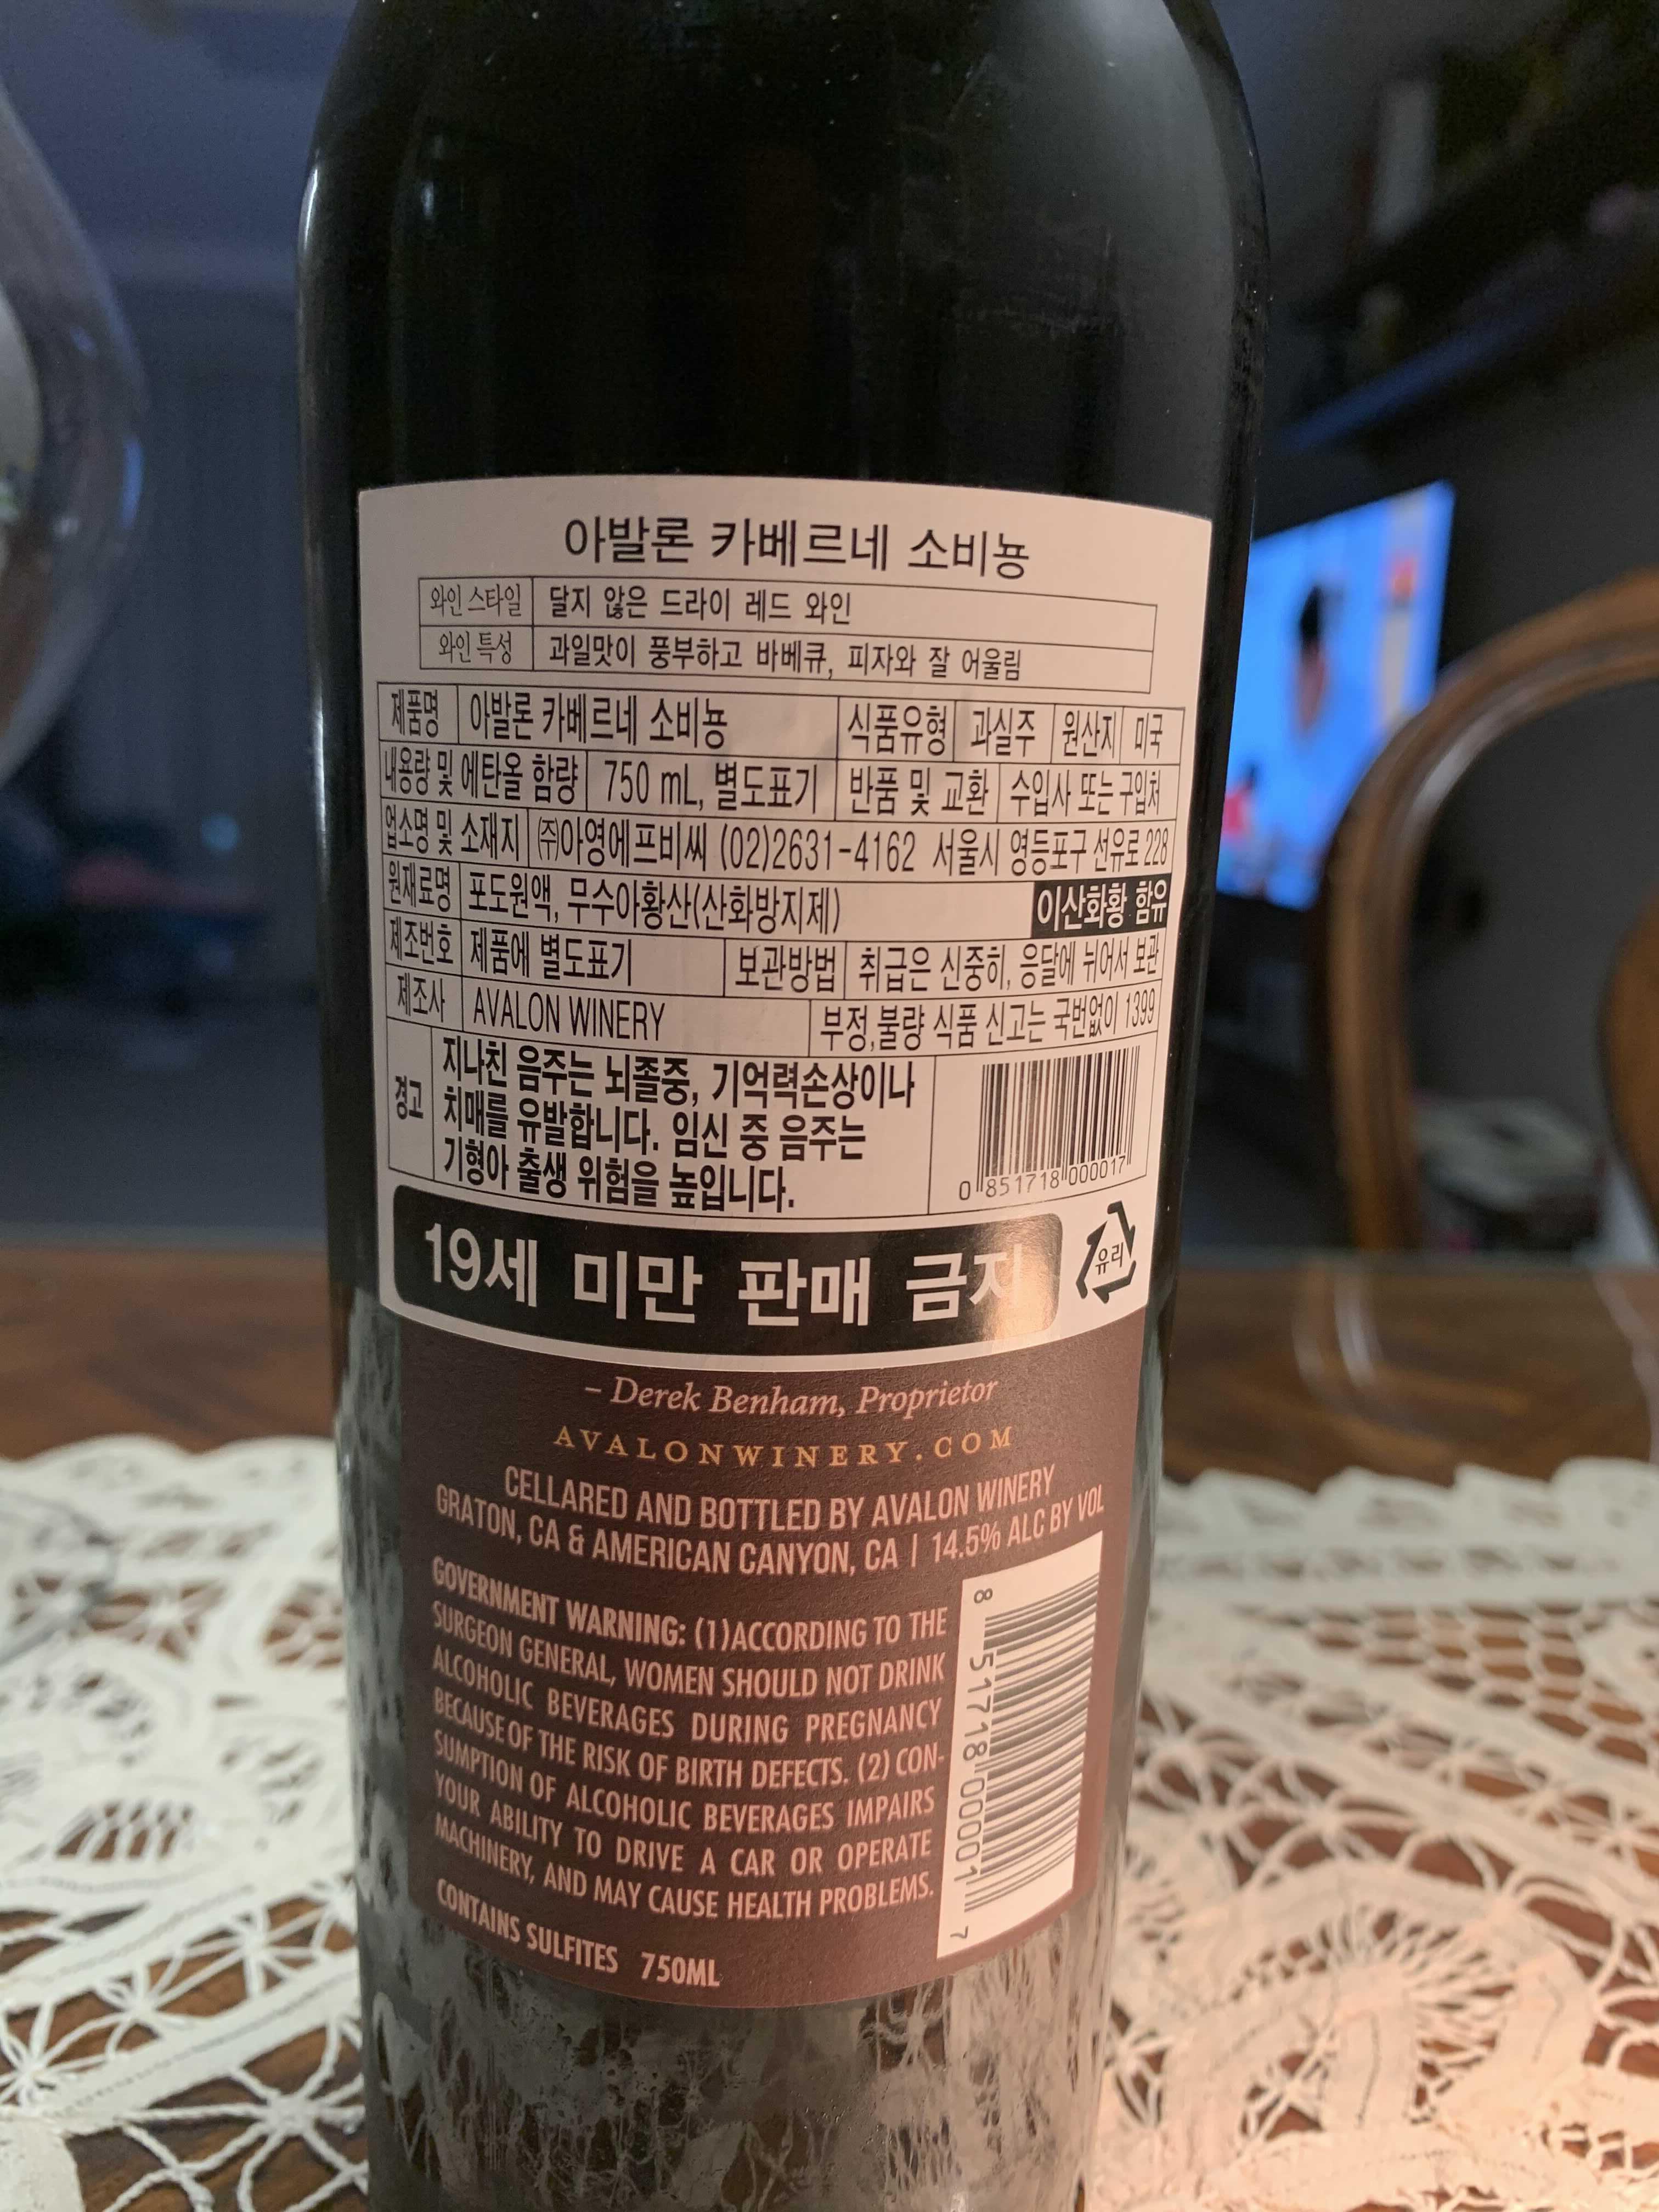 아발론 카베르네 소비뇽
와인 스타일 달지 않은 드라이 레드 와인
와인 특성 과일맛이 풍부하고 바베큐, 피자와 잘 어울림
제품명 아발론 카베르네 소비뇽 식품유형 과실주 원산지 미국
내용량 및 에탄올 함량 750 mL, 별도표기 반품 및 교환 수입사 또는 구입처
업소명 및 소재지 ㈜아영에프비씨 (02)2631-4162 서울시 영등포구 선유로 228
원재료명 포도원액, 무수아황산(산화방지제) 이산화황 함유
제조번호 제품에 별도표기 보관방법 취급은 신중히, 응달에 뉘어서 보관
제조사 AVALON WINERY 부정,불량 식품 신고는 국번없이 1399
경고 지나친 음주는 뇌졸중, 기억력손상이나
치매를 유발합니다. 임신 중 음주는
기형아 출생 위험을 높입니다.
0 851718 000017
19세 미만 판매 금지 유리
– Derek Benham, Proprietor
AVALONWINERY.COM
CELLARED AND BOTTLED BY AVALON WINERY
GRATON, CA & AMERICAN CANYON, CA | 14.5% ALC BY VOL
GOVERNMENT WARNING: (1)ACCORDING TO THE
SURGEON GENERAL, WOMEN SHOULD NOT DRINK
ALCOHOLIC BEVERAGES DURING PREGNANCY
BECAUSE OF THE RISK OF BIRTH DEFECTS. (2) CON-
SUMPTION OF ALCOHOLIC BEVERAGES IMPAIRS
YOUR ABILITY TO DRIVE A CAR OR OPERATE
MACHINERY, AND MAY CAUSE HEALTH PROBLEMS.
CONTAINS SULFITES 750ML
8 51718 00001 7